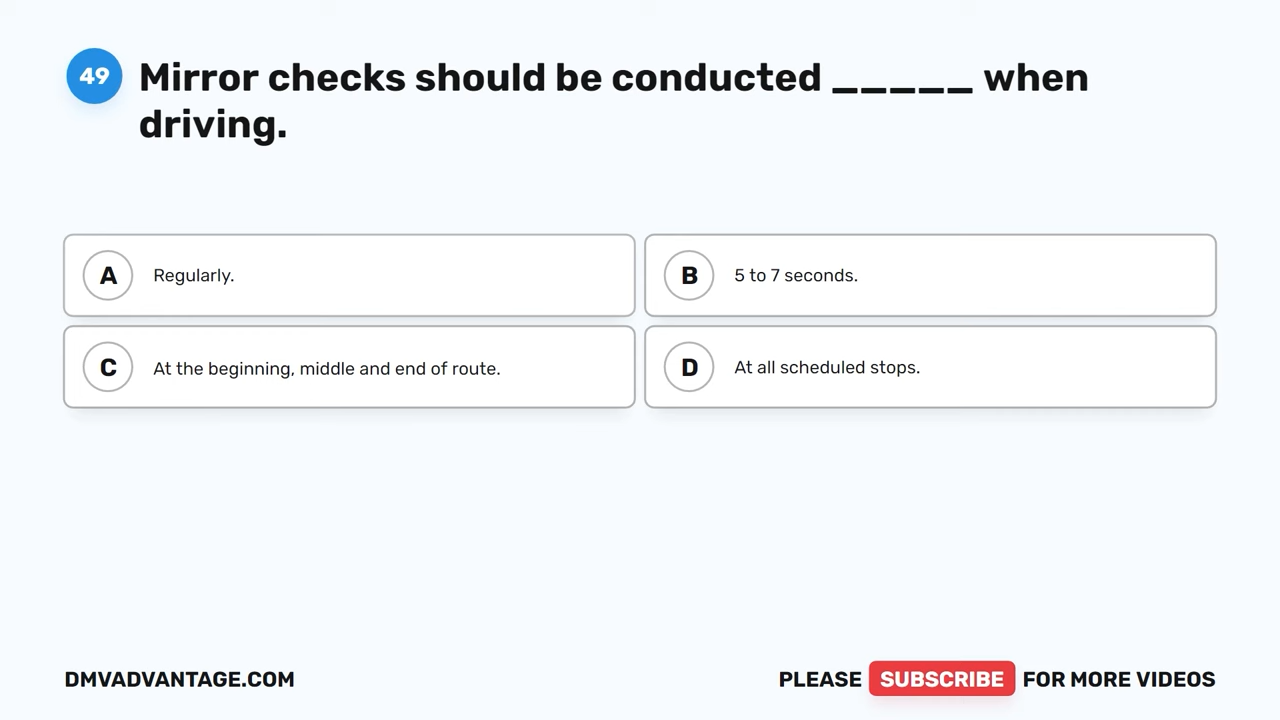 49
Mirror checks should be conducted _____ when
driving.
A Regularly.
B 5 to 7 seconds.
C At the beginning, middle and end of route.
D At all scheduled stops.
DMVADVANTAGE.COM
PLEASE SUBSCRIBE FOR MORE VIDEOS